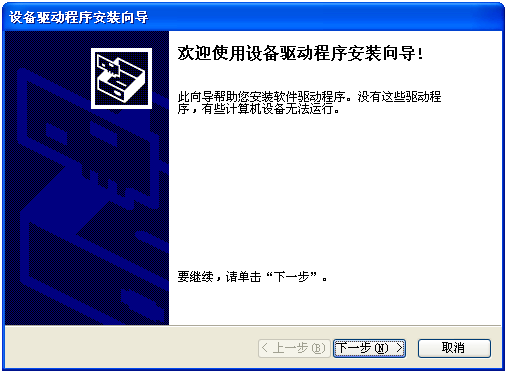 设备驱动程序安装向导
欢迎使用设备驱动程序安装向导！
此向导帮助您安装软件驱动程序。没有这些驱动程
序，有些计算机设备无法运行。
要继续，请单击“下一步”。
< 上一步(B)
下一步(N) >
取消